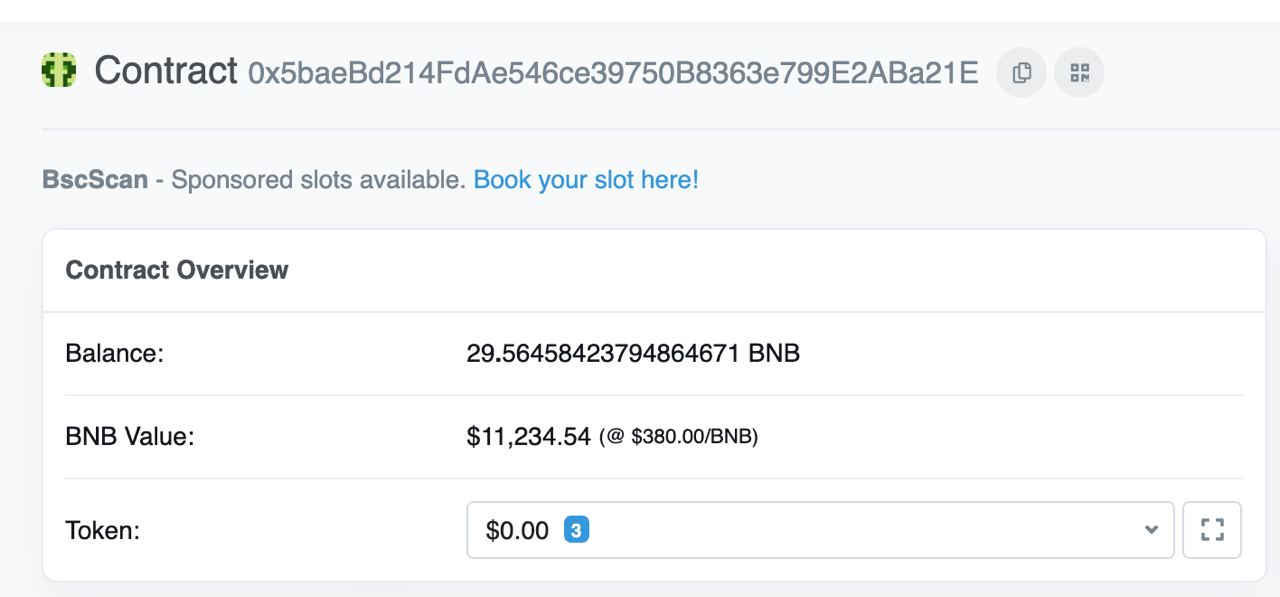 Contract 0x5baeBd214FdAe546ce39750B8363e799E2ABa21E
BscScan - Sponsored slots available. Book your slot here!
Contract Overview
Balance: 29.56458423794864671 BNB
BNB Value: $11,234.54 (@ $380.00/BNB)
Token: $0.00 3